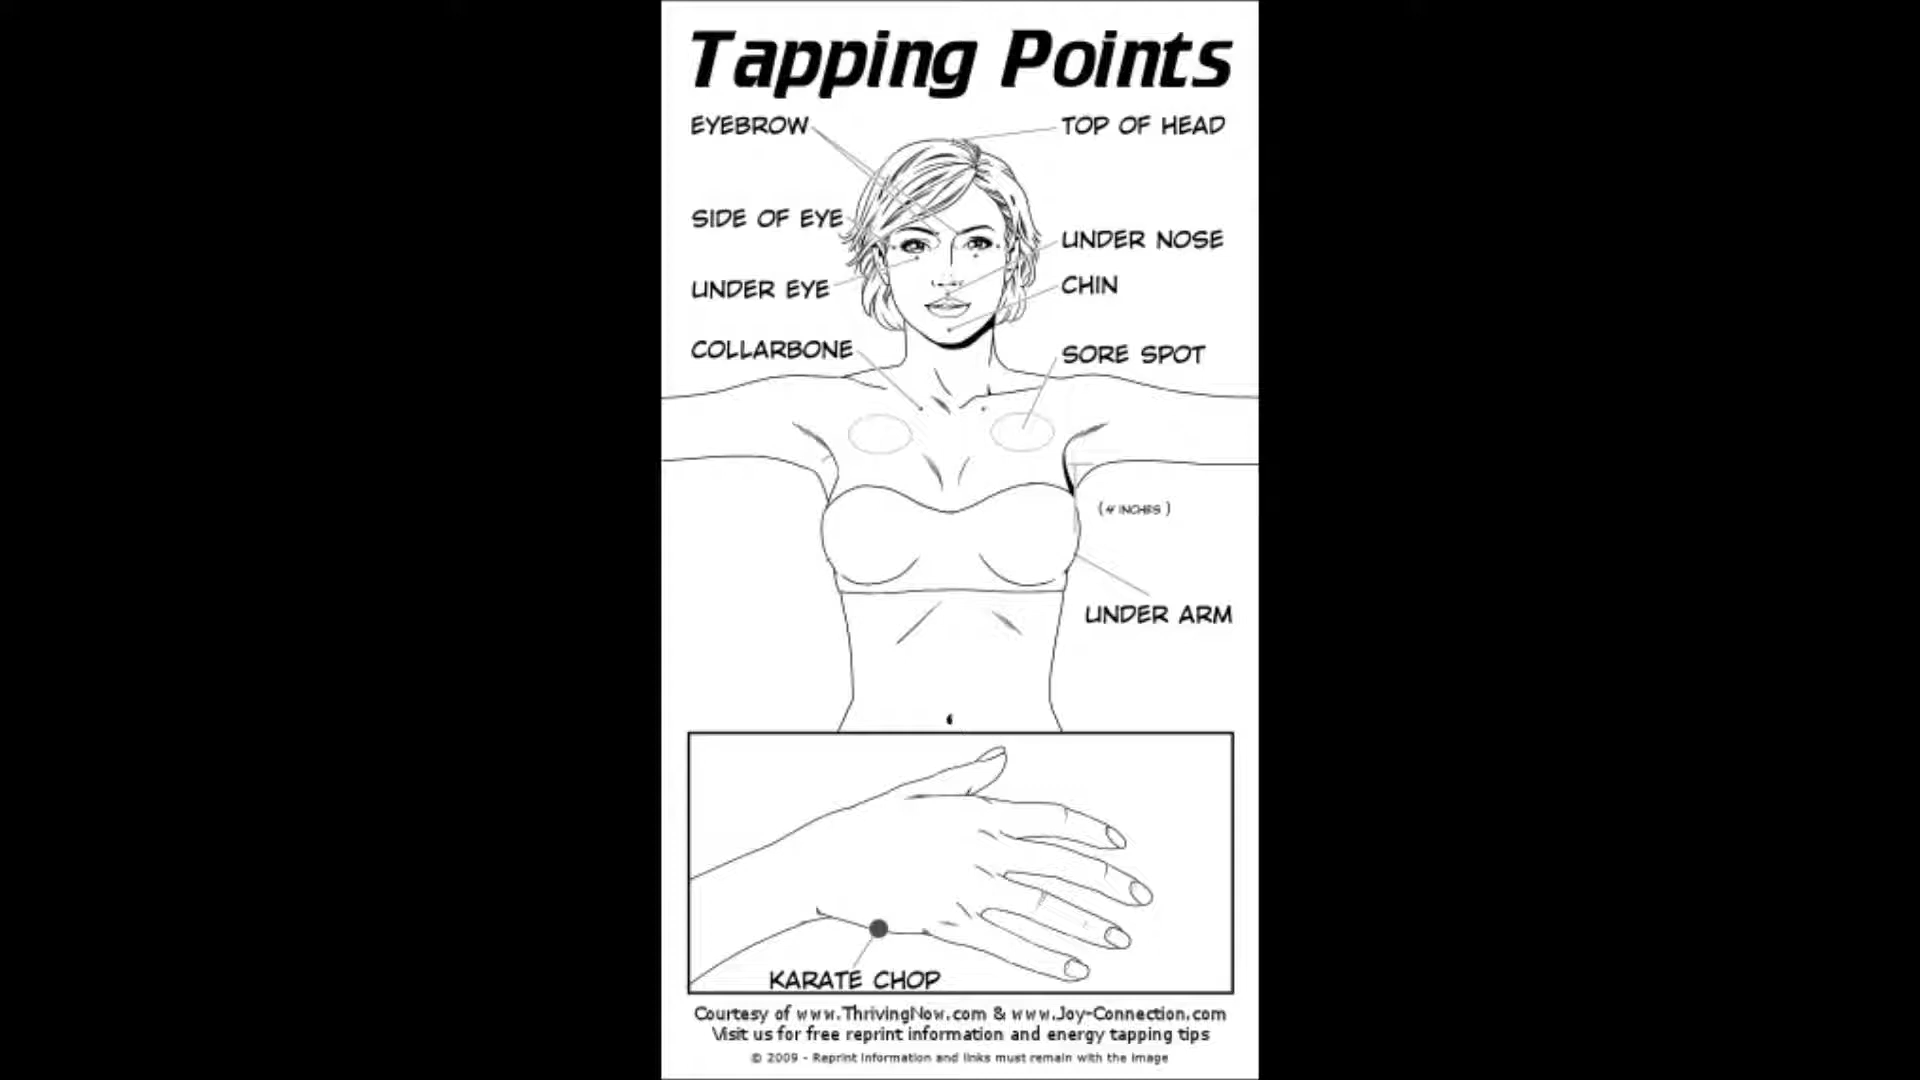 Tapping Points
EYEBROW
TOP OF HEAD
SIDE OF EYE
UNDER NOSE
UNDER EYE
CHIN
COLLARBONE
SORE SPOT
(4 INCHES)
UNDER ARM
KARATE CHOP
Courtesy of www.ThrivingNow.com & www.Joy-Connection.com
Visit us for free reprint information and energy tapping tips
© 2009 - Reprint information and links must remain with the image